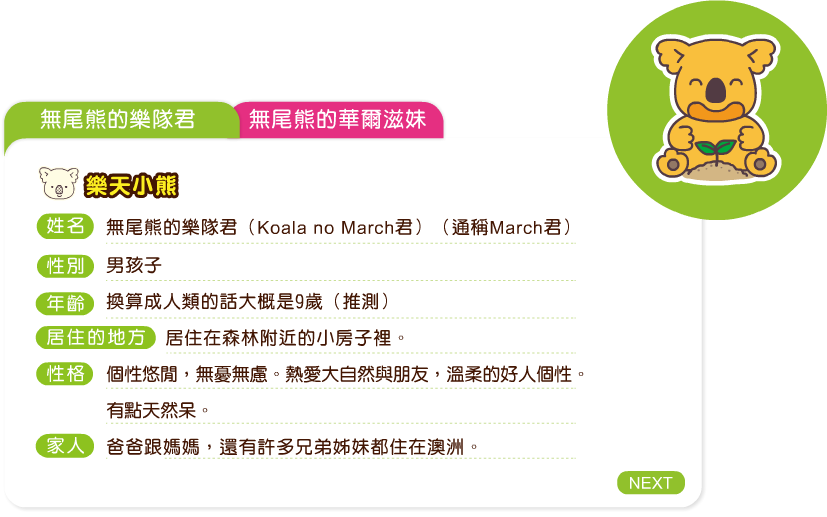 無尾熊的樂隊君
無尾熊的華爾滋妹
樂天小熊
姓名 無尾熊的樂隊君（Koala no March君）（通稱March君）
性別 男孩子
年齡 換算成人類的話大概是9歲（推測）
居住的地方 居住在森林附近的小房子裡。
性格 個性悠閒，無憂無慮。熱愛大自然與朋友，溫柔的好人個性。
有點天然呆。
家人 爸爸跟媽媽，還有許多兄弟姊妹都住在澳洲。
NEXT